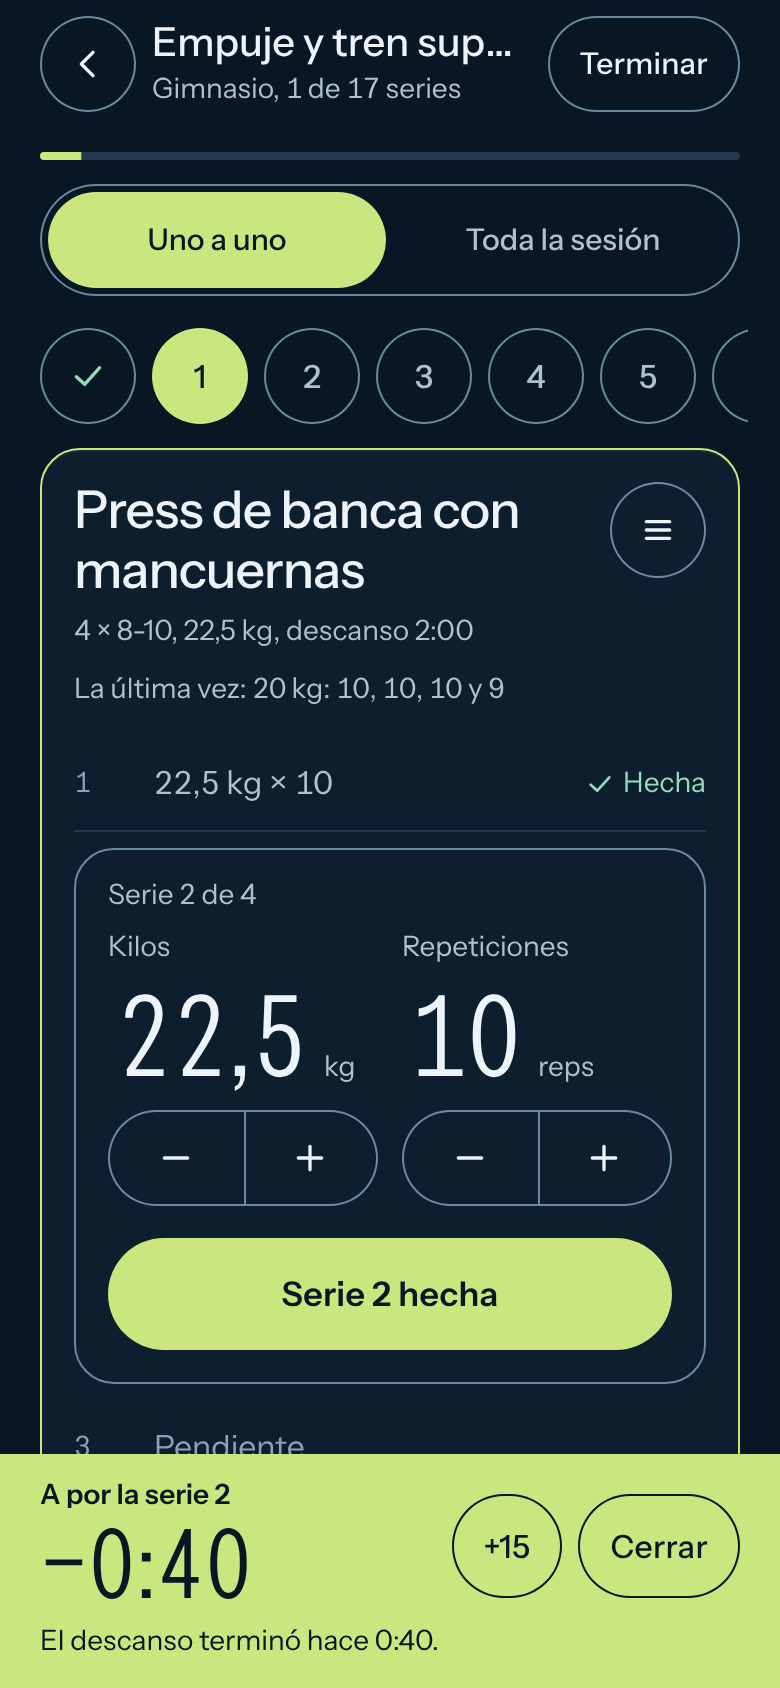 Empuje y tren sup...
Gimnasio, 1 de 17 series
Terminar
Uno a uno
Toda la sesión
1
2
3
4
5
Press de banca con
mancuernas
4 × 8-10, 22,5 kg, descanso 2:00
La última vez: 20 kg: 10, 10, 10 y 9
1 22,5 kg × 10 Hecha
Serie 2 de 4
Kilos
Repeticiones
22,5 kg
10 reps
− +
− +
Serie 2 hecha
3 Pendiente
A por la serie 2
−0:40
+15
Cerrar
El descanso terminó hace 0:40.